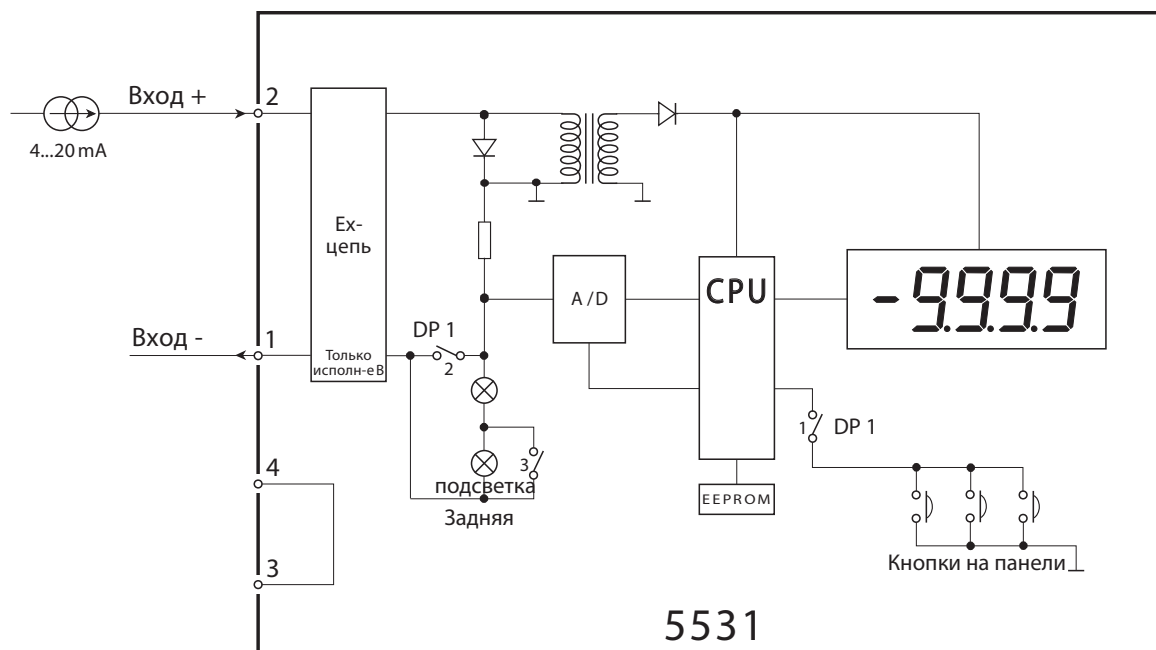 Вход +
2
4...20 mA
Ex-
цепь
A/D
CPU
-9.9.9.9
Вход -
1
Только
исполн-е В
DP 1
2
1
DP 1
4
3
подсветка
Задняя
EEPROM
3
Кнопки на панели
5531